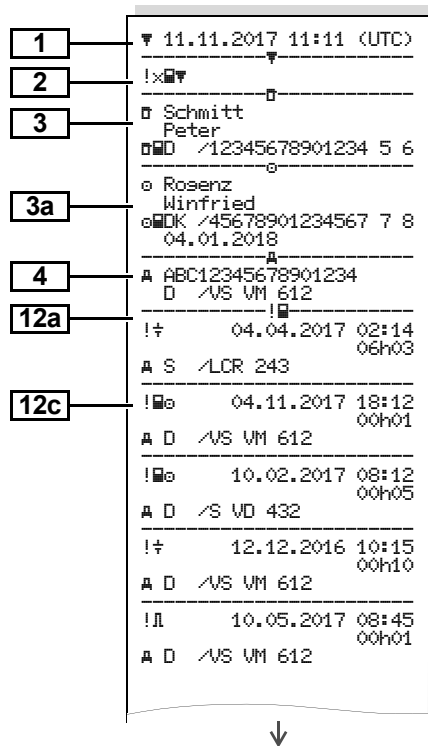 1
▼ 11.11.2017 11:11 (UTC)
2
!x▼
3
Schmitt
Peter
D /12345678901234 5 6
3a
o Rogenz
Winfried
oDK /45678901234567 7 8
04.01.2018
4
A ABC12345678901234
D /VS VM 612
12a
!
!÷ 04.04.2017 02:14
06h03
A S /LCR 243
12c
!o 04.11.2017 18:12
00h01
A D /VS VM 612
!o 10.02.2017 08:12
00h05
A D /S VD 432
!÷ 12.12.2016 10:15
00h10
A D /VS VM 612
!Л 10.05.2017 08:45
00h01
A D /VS VM 612